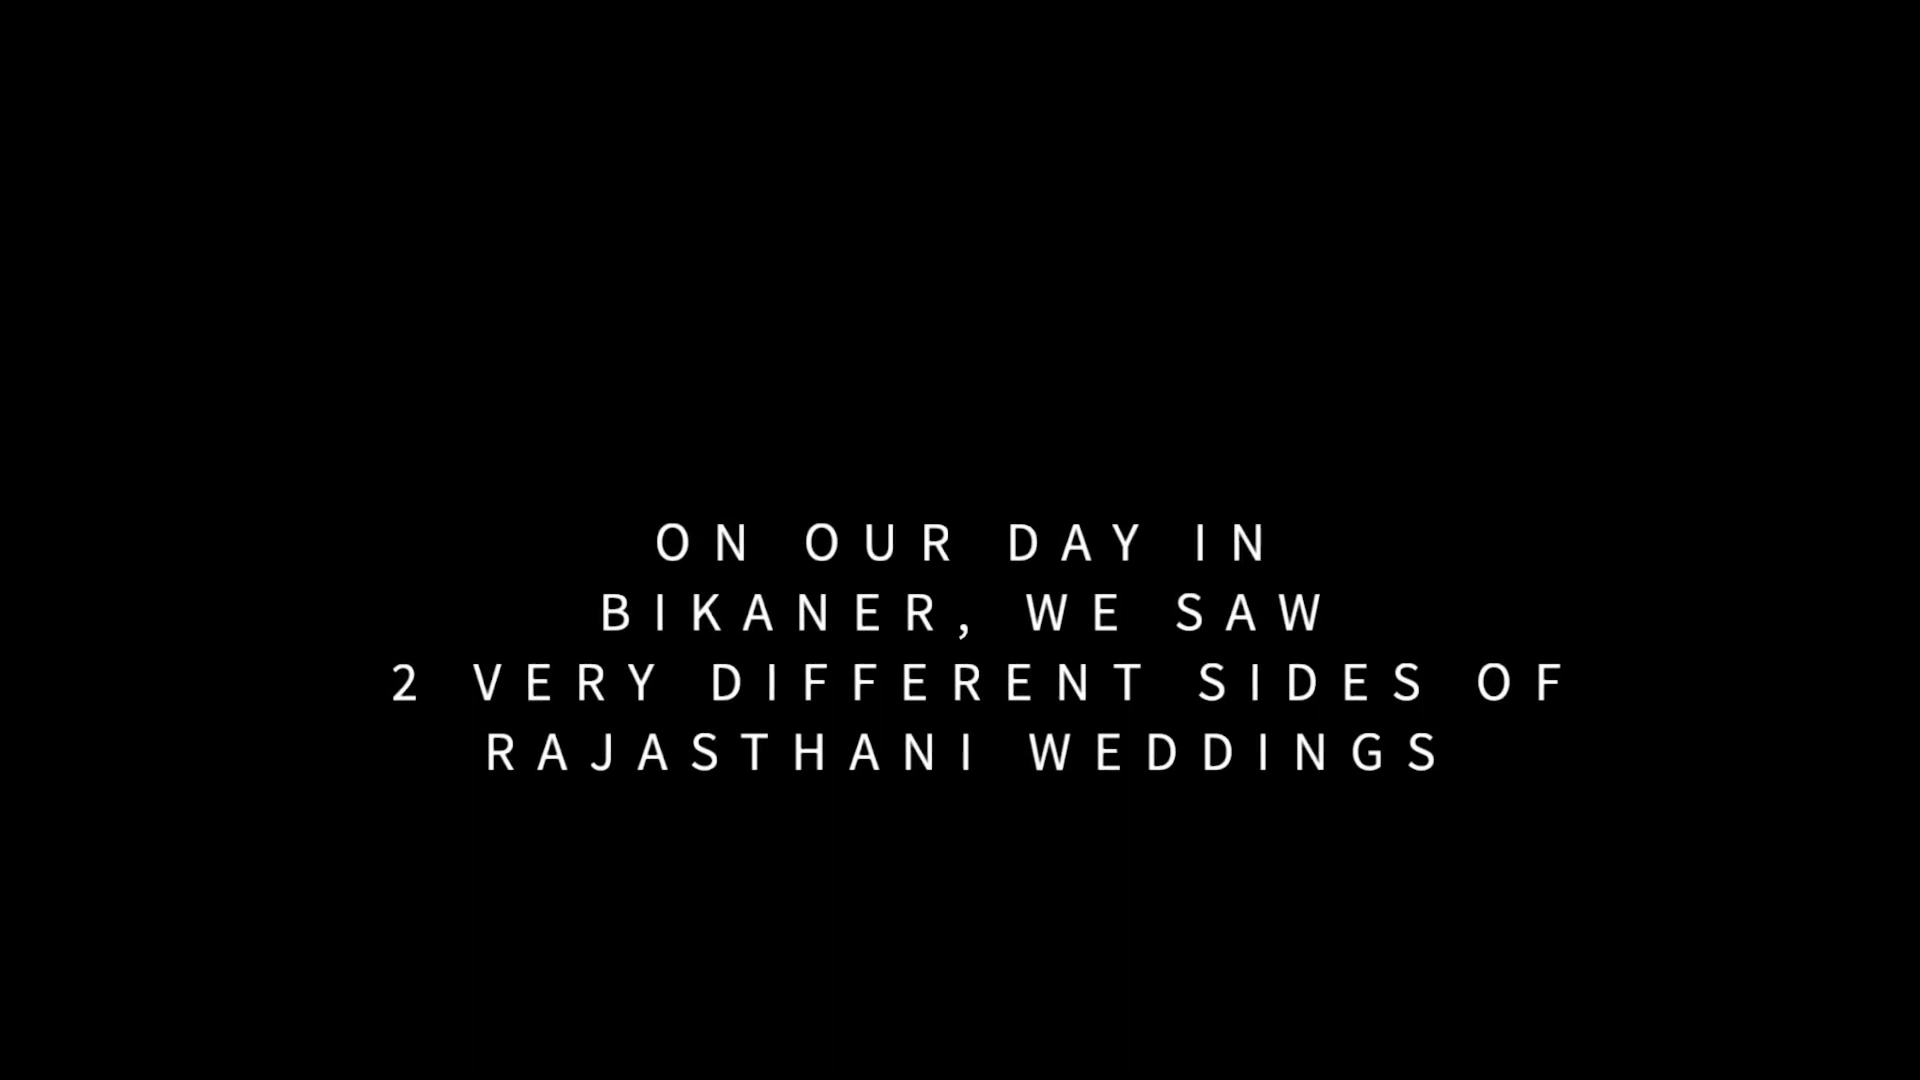 ON OUR DAY IN
BIKANER, WE SAW
2 VERY DIFFERENT SIDES OF
RAJASTHANI WEDDINGS